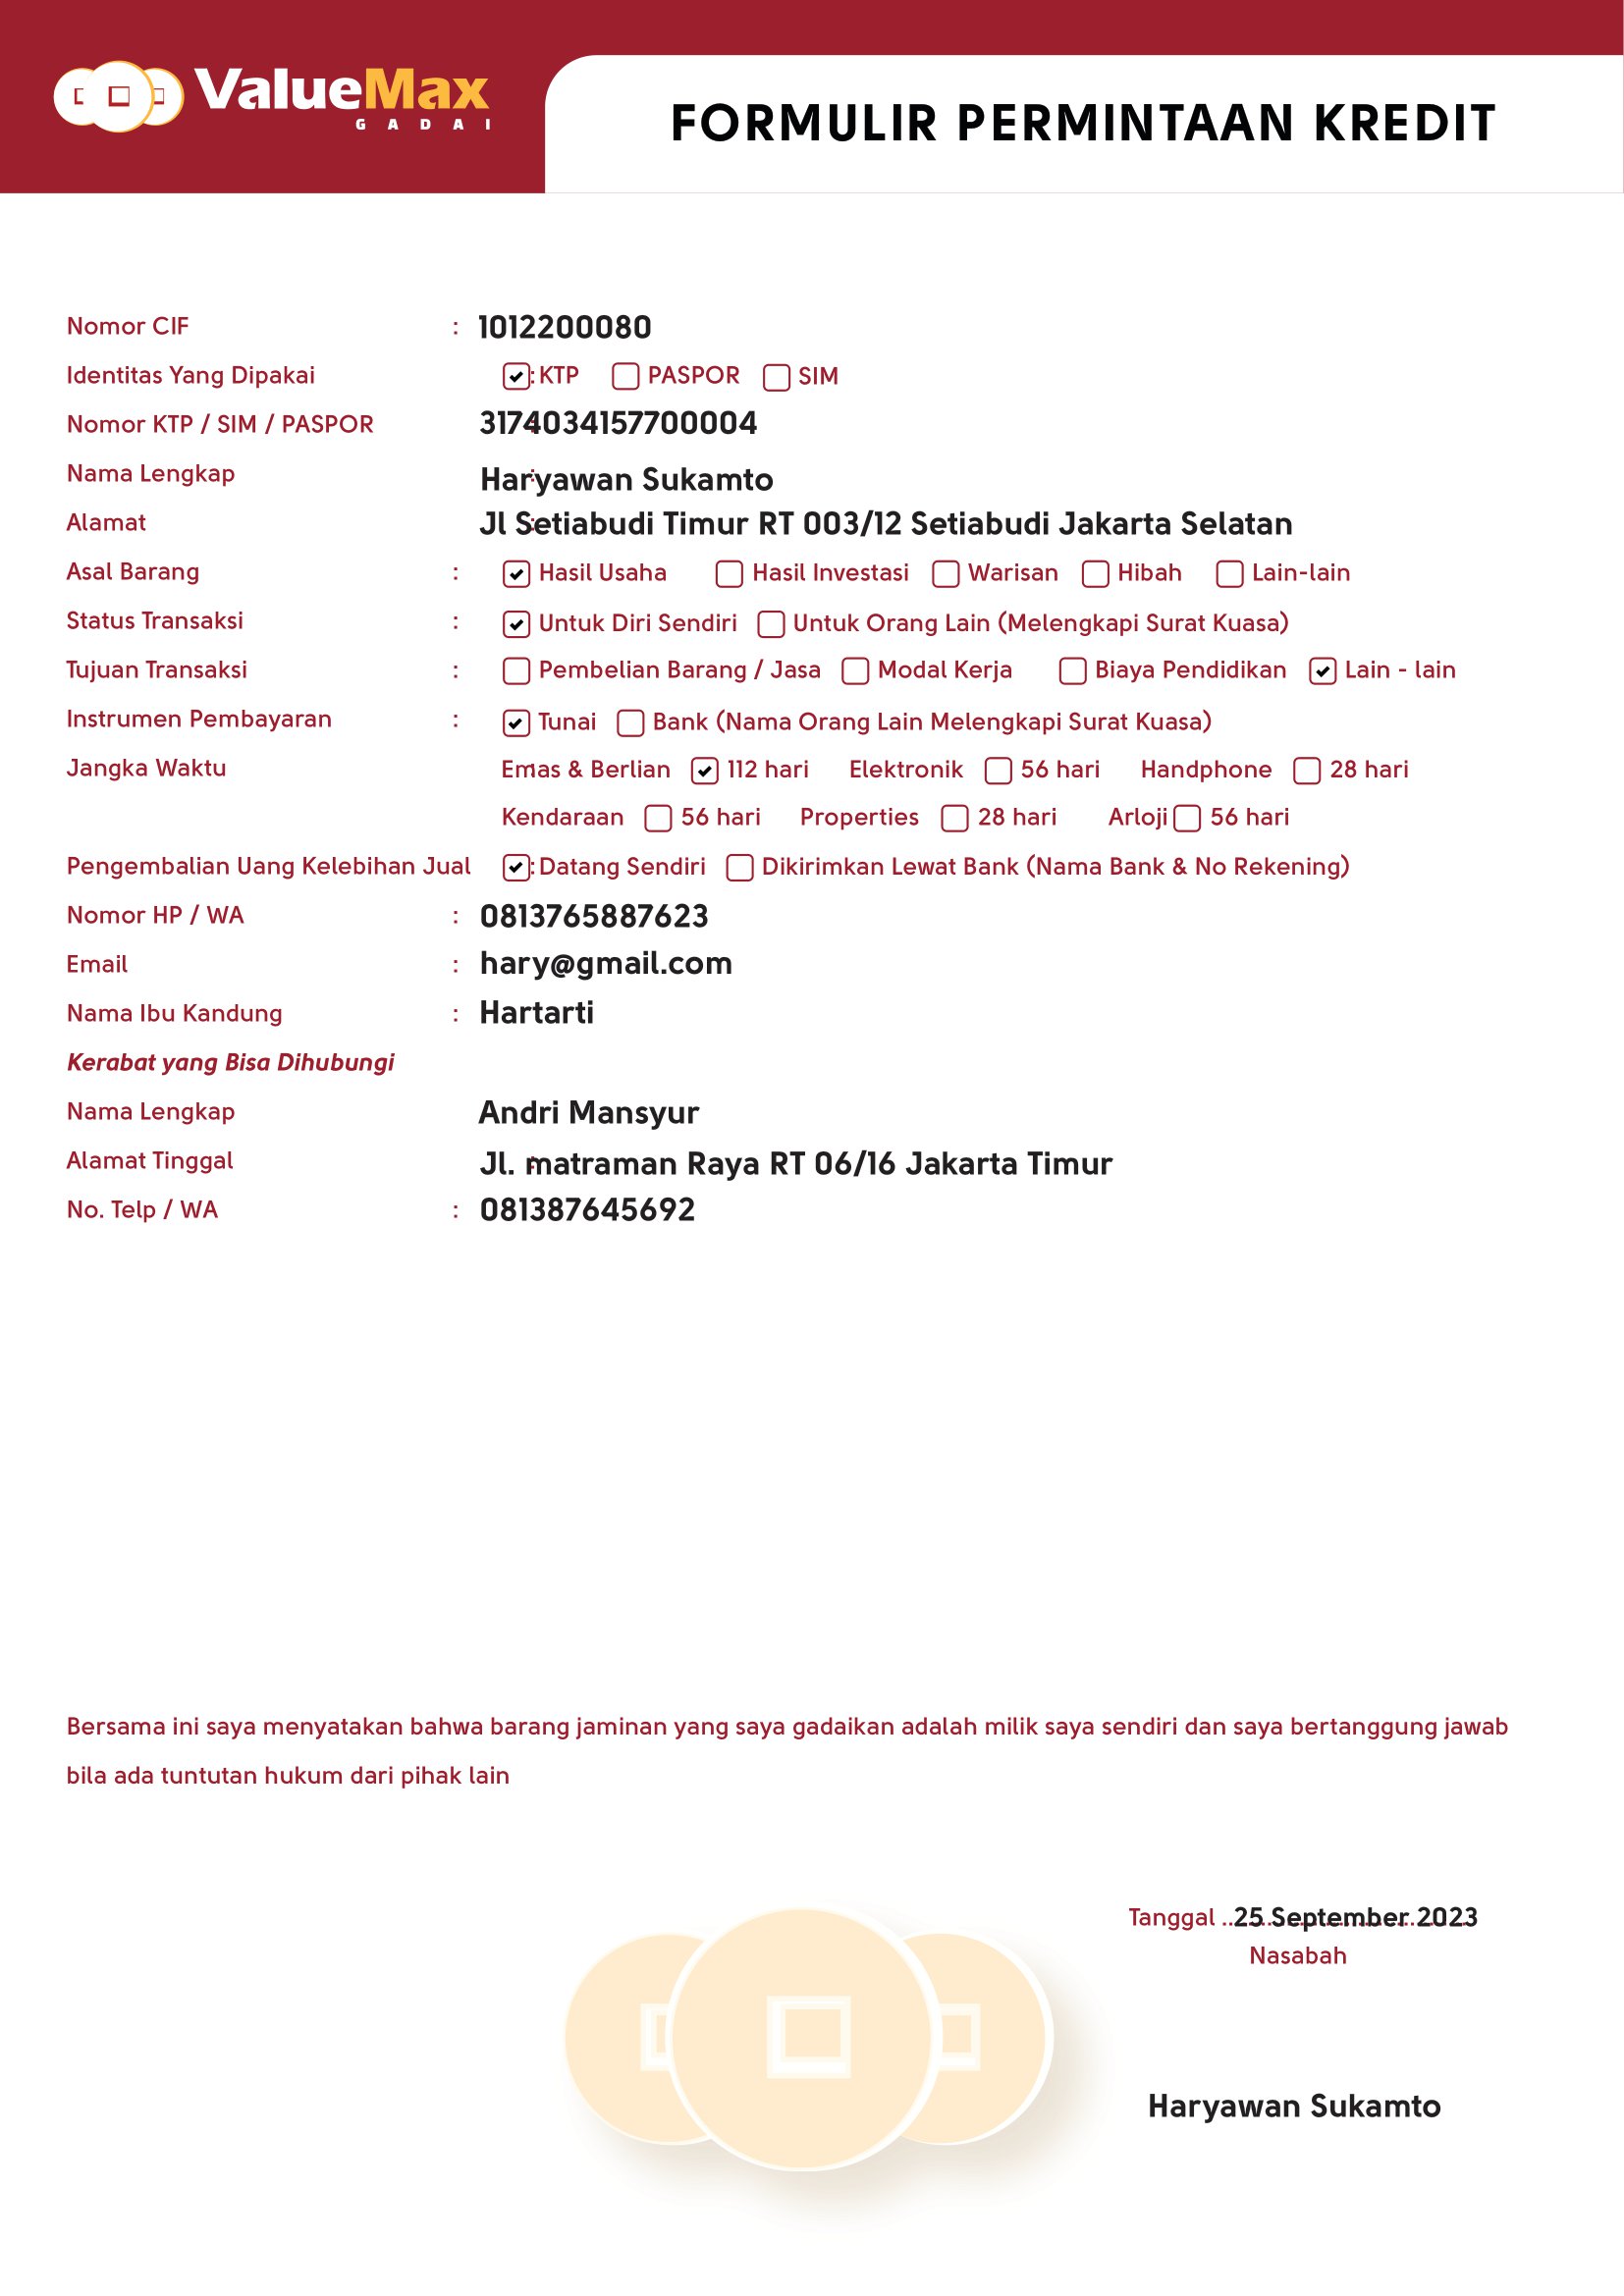 ValueMax
GADAI
FORMULIR PERMINTAAN KREDIT
Nomor CIF : 1012200080
Identitas Yang Dipakai : KTP PASPOR SIM
Nomor KTP / SIM / PASPOR : 3174034157700004
Nama Lengkap : Haryawan Sukamto
Alamat : Jl Setiabudi Timur RT 003/12 Setiabudi Jakarta Selatan
Asal Barang : Hasil Usaha Hasil Investasi Warisan Hibah Lain-lain
Status Transaksi : Untuk Diri Sendiri Untuk Orang Lain (Melengkapi Surat Kuasa)
Tujuan Transaksi : Pembelian Barang / Jasa Modal Kerja Biaya Pendidikan Lain - lain
Instrumen Pembayaran : Tunai Bank (Nama Orang Lain Melengkapi Surat Kuasa)
Jangka Waktu Emas & Berlian 112 hari Elektronik 56 hari Handphone 28 hari
Kendaraan 56 hari Properties 28 hari Arloji 56 hari
Pengembalian Uang Kelebihan Jual : Datang Sendiri Dikirimkan Lewat Bank (Nama Bank & No Rekening)
Nomor HP / WA : 0813765887623
Email : hary@gmail.com
Nama Ibu Kandung : Hartarti
Kerabat yang Bisa Dihubungi
Nama Lengkap Andri Mansyur
Alamat Tinggal : Jl. matraman Raya RT 06/16 Jakarta Timur
No. Telp / WA : 081387645692
Bersama ini saya menyatakan bahwa barang jaminan yang saya gadaikan adalah milik saya sendiri dan saya bertanggung jawab
bila ada tuntutan hukum dari pihak lain
Tanggal .. 25 September 2023
Nasabah
Haryawan Sukamto